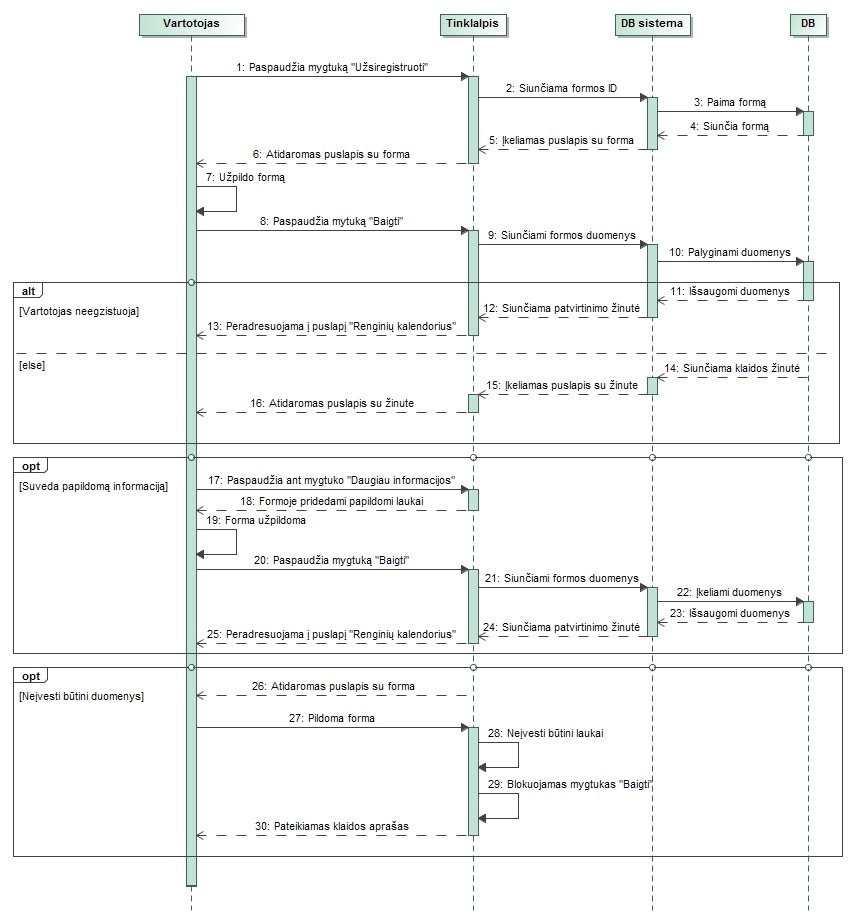 Vartotojas
Tinklalpis
DB sistema
DB
1: Paspaudžia mygtuką "Užsiregistruoti"
2: Siunčiama formos ID
3: Paima formą
4: Siunčia formą
5: Įkeliamas puslapis su forma
6: Atidaromas puslapis su forma
7: Užpildo formą
8: Paspaudžia mytuką "Baigti"
9: Siunčiami formos duomenys
10: Palyginami duomenys
alt
[Vartotojas neegzistuoja]
11: Išsaugomi duomenys
12: Siunčiama patvirtinimo žinutė
13: Peradresuojama į puslapį "Renginių kalendorius"
[else]
14: Siunčiama klaidos žinutė
15: Įkeliamas puslapis su žinute
16: Atidaromas puslapis su žinute
opt
[Suveda papildomą informaciją]
17: Paspaudžia ant mygtuko "Daugiau informacijos"
18: Formoje pridedami papildomi laukai
19: Forma užpildoma
20: Paspaudžia mygtuką "Baigti"
21: Siunčiami formos duomenys
22: Įkeliami duomenys
23: Išsaugomi duomenys
24: Siunčiama patvirtinimo žinutė
25: Peradresuojama į puslapį "Renginių kalendorius"
opt
[Neįvesti būtini duomenys]
26: Atidaromas puslapis su forma
27: Pildoma forma
28: Neįvesti būtini laukai
29: Blokuojamas mygtukas "Baigti"
30: Pateikiamas klaidos aprašas